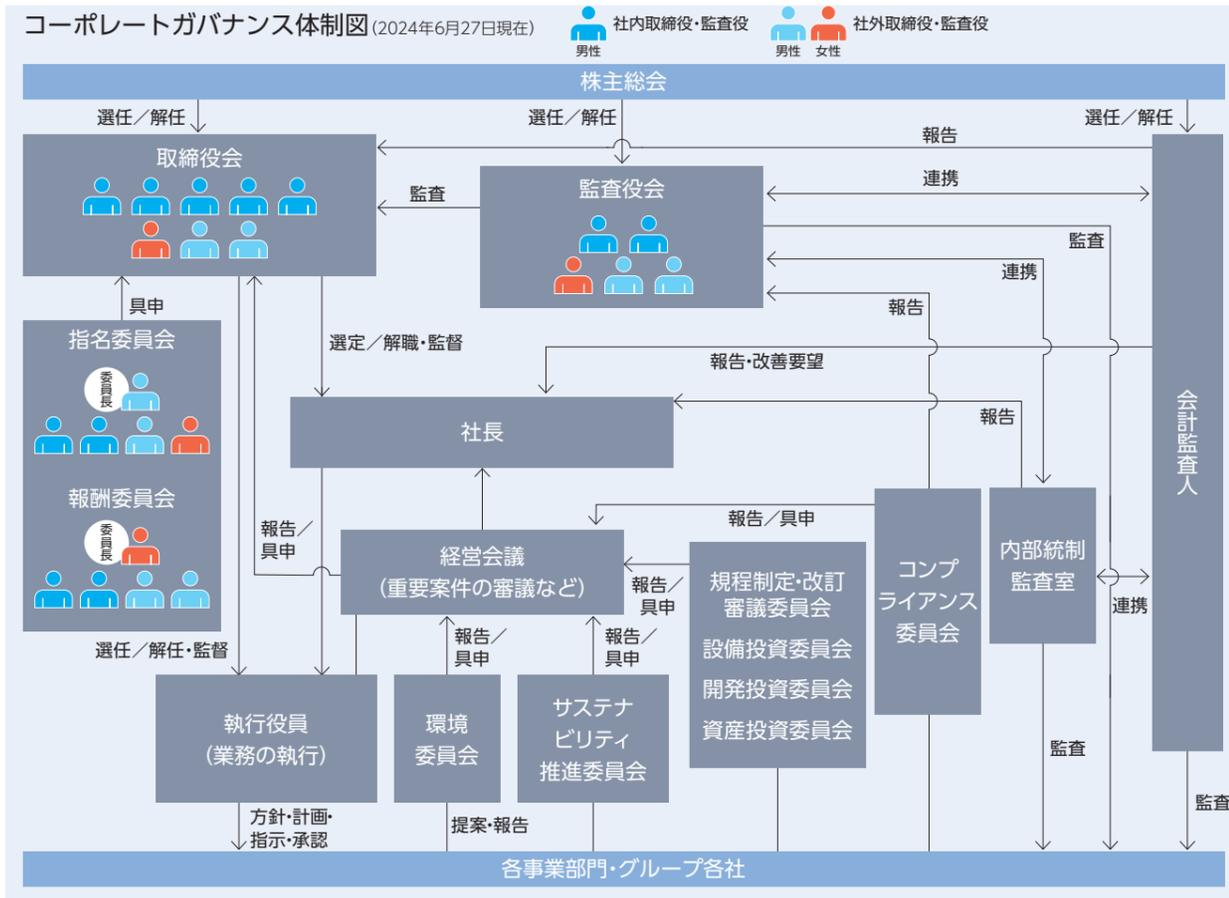 コーポレートガバナンス体制図(2024年6月27日現在)
社内取締役・監査役
男性
社外取締役・監査役
男性 女性
株主総会
選任／解任
選任／解任
選任／解任
取締役会
報告
監査役会
監査
連携
監査
連携
報告
具申
指名委員会
委員長
選定／解職・監督
報告・改善要望
会計監査人
社長
報告
報酬委員会
委員長
報告／
具申
経営会議
(重要案件の審議など)
報告／具申
報告／
具申
規程制定・改訂
審議委員会
設備投資委員会
開発投資委員会
資産投資委員会
コンプ
ライアンス
委員会
内部統制
監査室
連携
選任／解任・監督
報告／
具申
報告／
具申
執行役員
(業務の執行)
環境
委員会
サステナ
ビリティ
推進委員会
監査
監査
方針・計画・
指示・承認
提案・報告
各事業部門・グループ各社